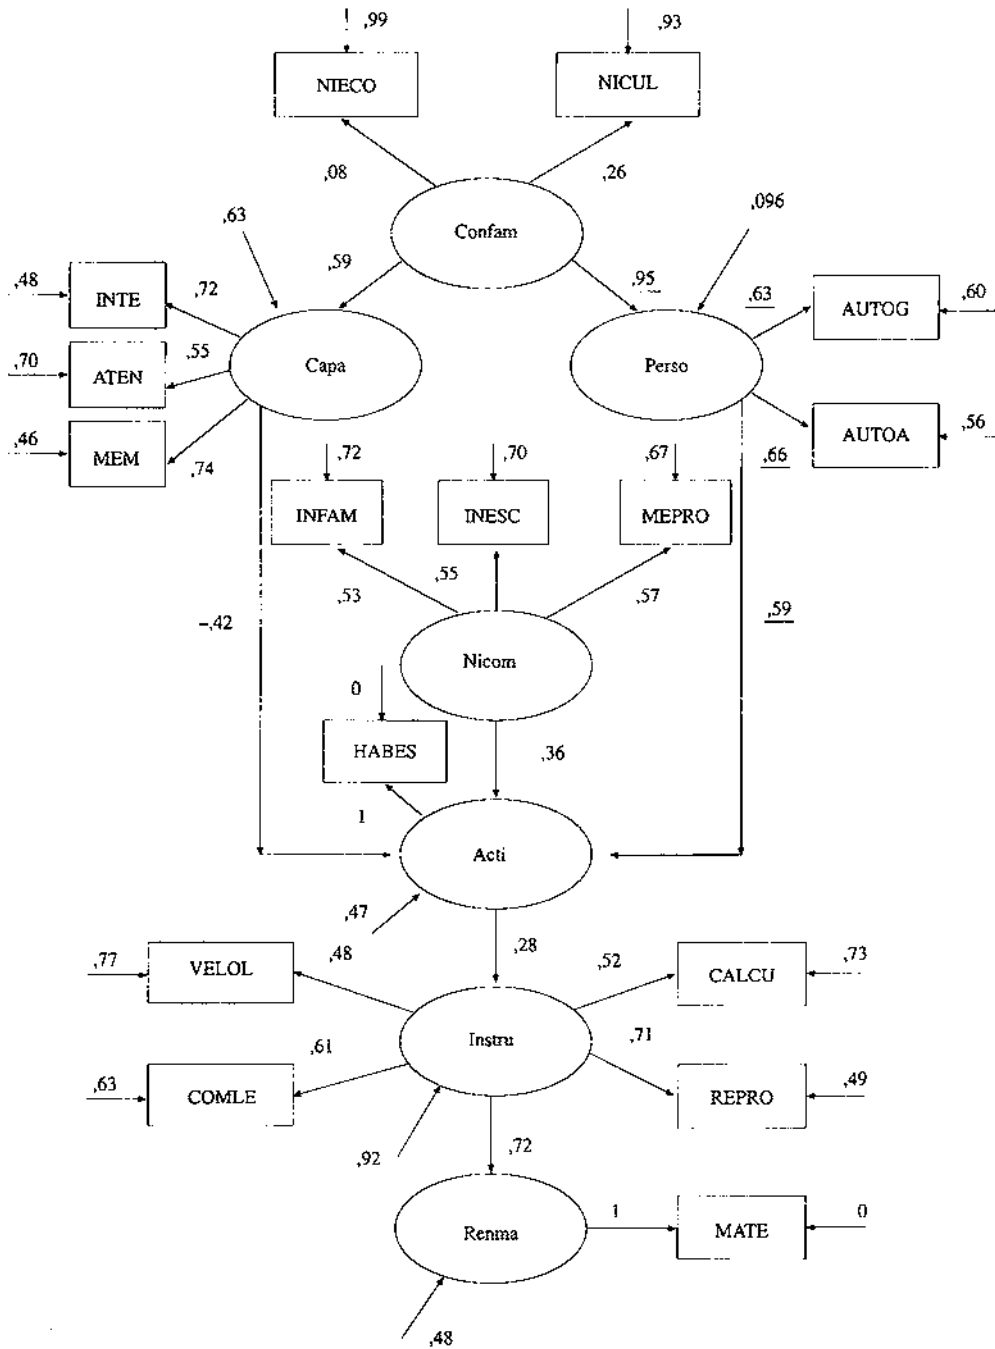 ,99 ,93
NIECO NICUL
,08 ,26
,63 Confam ,096
,59 ,95
,48 INTE ,72 ,63 AUTOG ,60
,70 ATEN ,55 Capa Perso
,46 MEM ,74 ,66 AUTOA ,56
,72 ,70 ,67
INFAM INESC MEPRO
,53 ,55 ,57
-,42 ,59
Nicom
0
HABES ,36
1
Acti
,47
,28
,77 VELOL ,48 ,52 CALCU ,73
Instru
,63 COMLE ,61 ,71 REPRO ,49
,92 ,72
Renma 1 MATE 0
,48